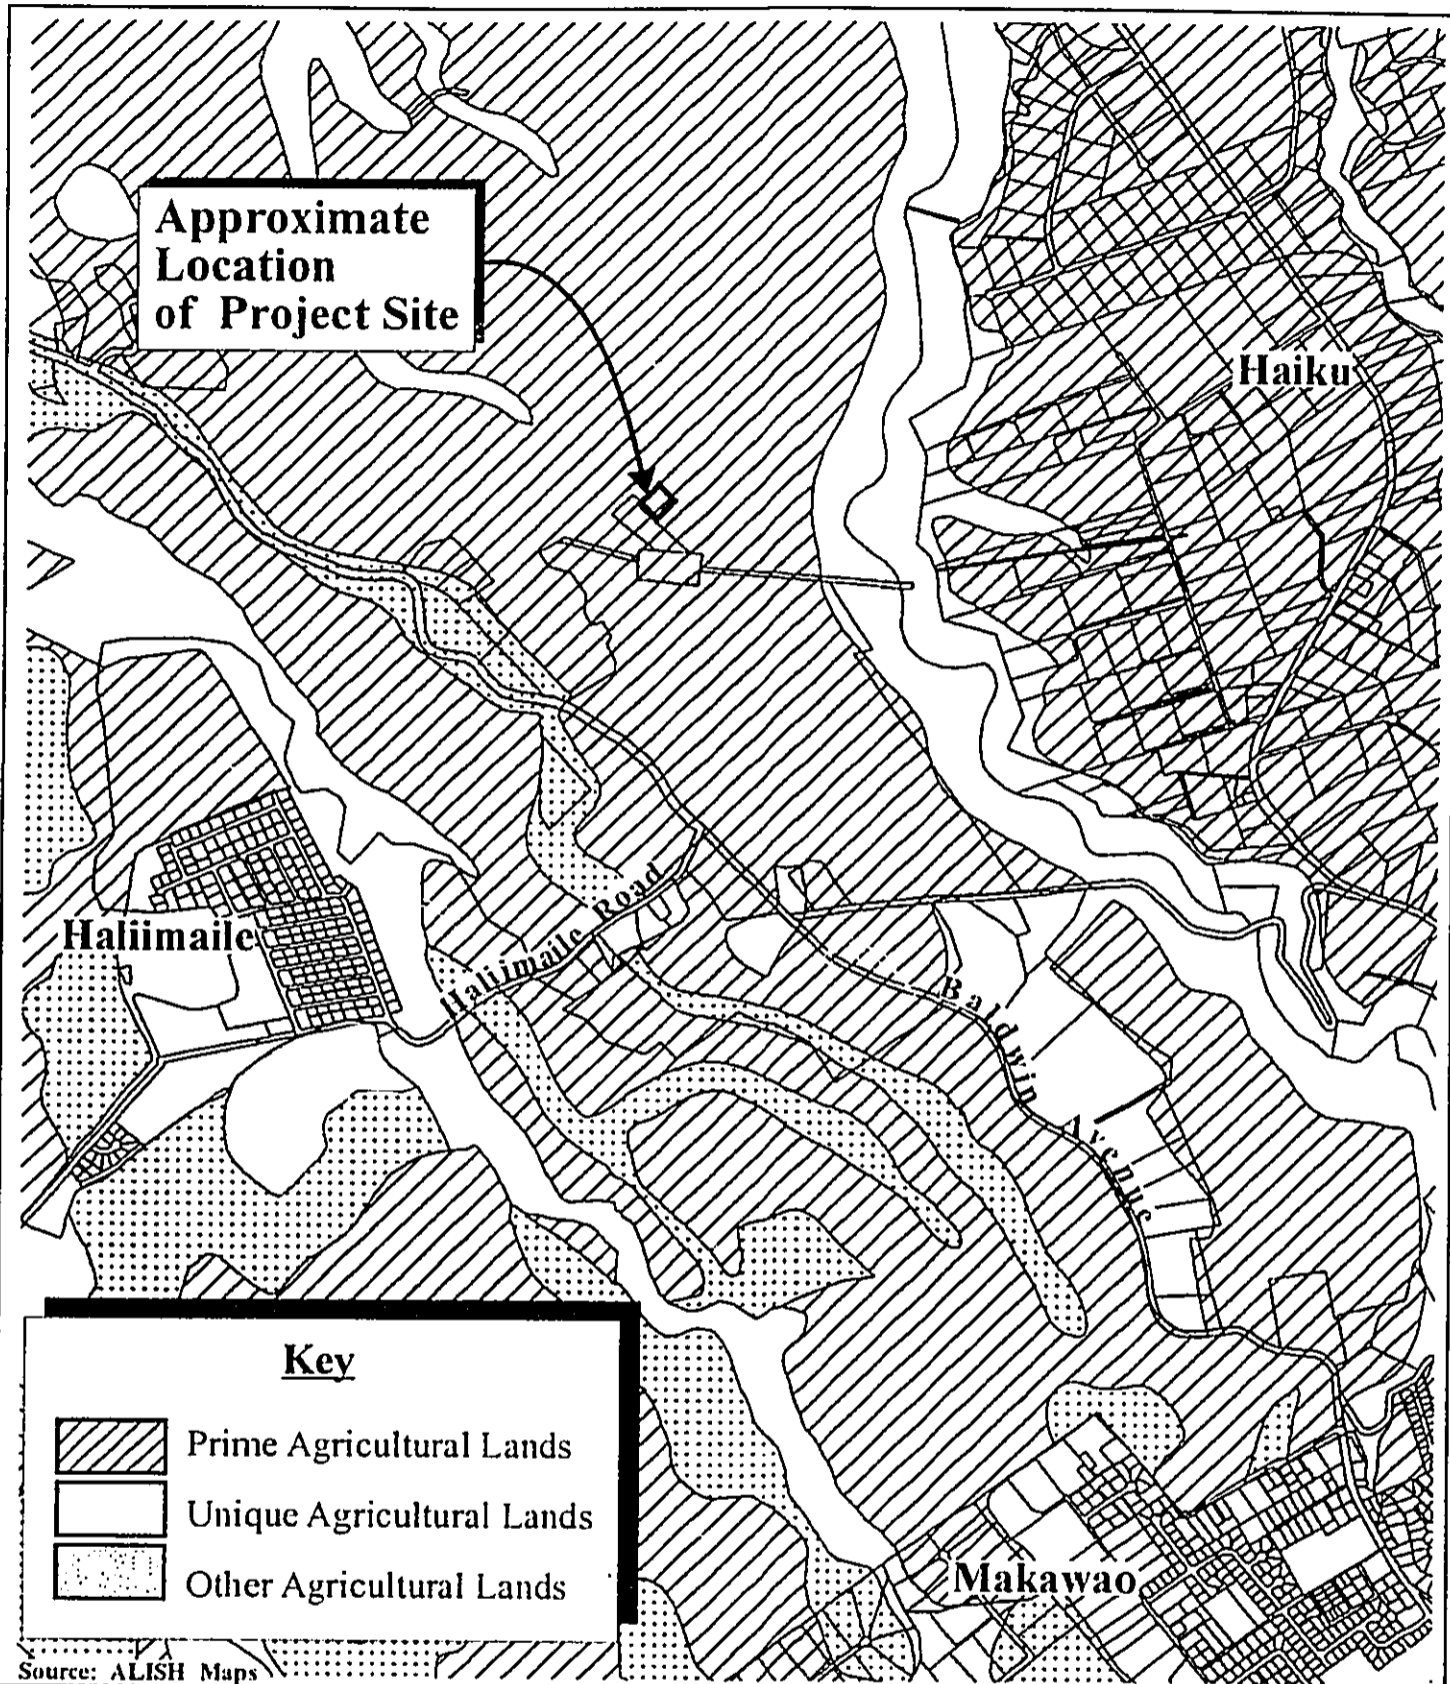 Approximate
Location
of Project Site
Haiku
Haliimaile
Haliimaile Road
Baldwin Avenue
Key
Prime Agricultural Lands
Unique Agricultural Lands
Other Agricultural Lands
Makawao
Source: ALISH Maps